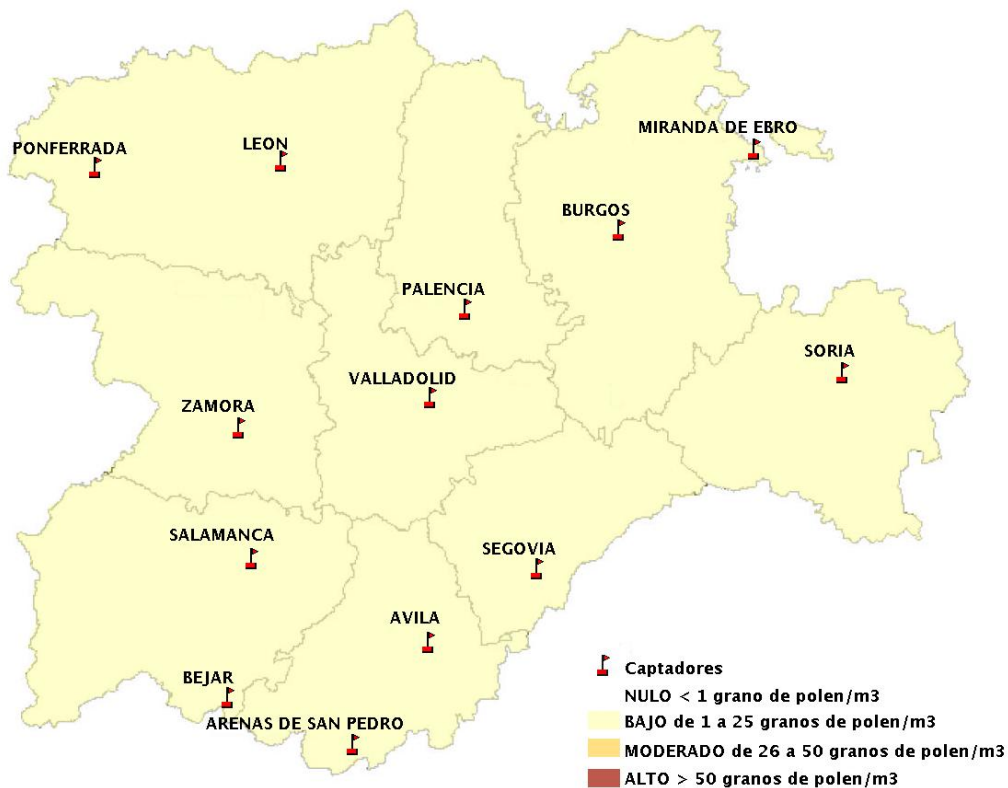 MIRANDA DE EBRO
PONFERRADA
LEON
BURGOS
PALENCIA
SORIA
VALLADOLID
ZAMORA
SALAMANCA
SEGOVIA
AVILA
BEJAR
ARENAS DE SAN PEDRO
Captadores
NULO < 1 grano de polen/m3
BAJO de 1 a 25 granos de polen/m3
MODERADO de 26 a 50 granos de polen/m3
ALTO > 50 granos de polen/m3